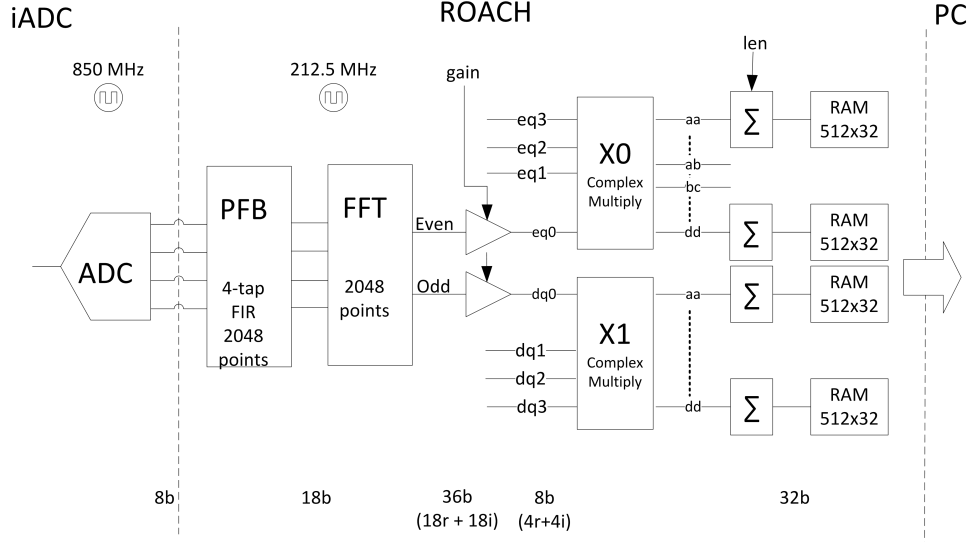 iADC
ROACH
PC
850 MHz
212.5 MHz
gain
len
eq3
eq2
eq1
eq0
X0
Complex
Multiply
aa
ab
bc
dd
Σ
RAM
512x32
Σ
RAM
512x32
ADC
PFB
4-tap
FIR
2048
points
FFT
2048
points
Even
Odd
dq0
dq1
dq2
dq3
X1
Complex
Multiply
aa
dd
Σ
RAM
512x32
Σ
RAM
512x32
8b
18b
36b
(18r + 18i)
8b
(4r+4i)
32b